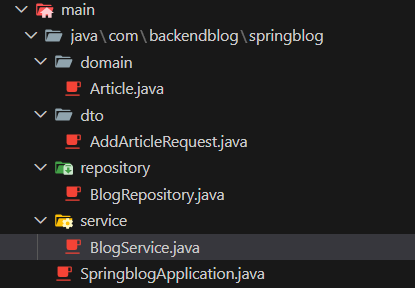 main
java\com\backendblog\springblog
domain
Article.java
dto
AddArticleRequest.java
repository
BlogRepository.java
service
BlogService.java
SpringblogApplication.java